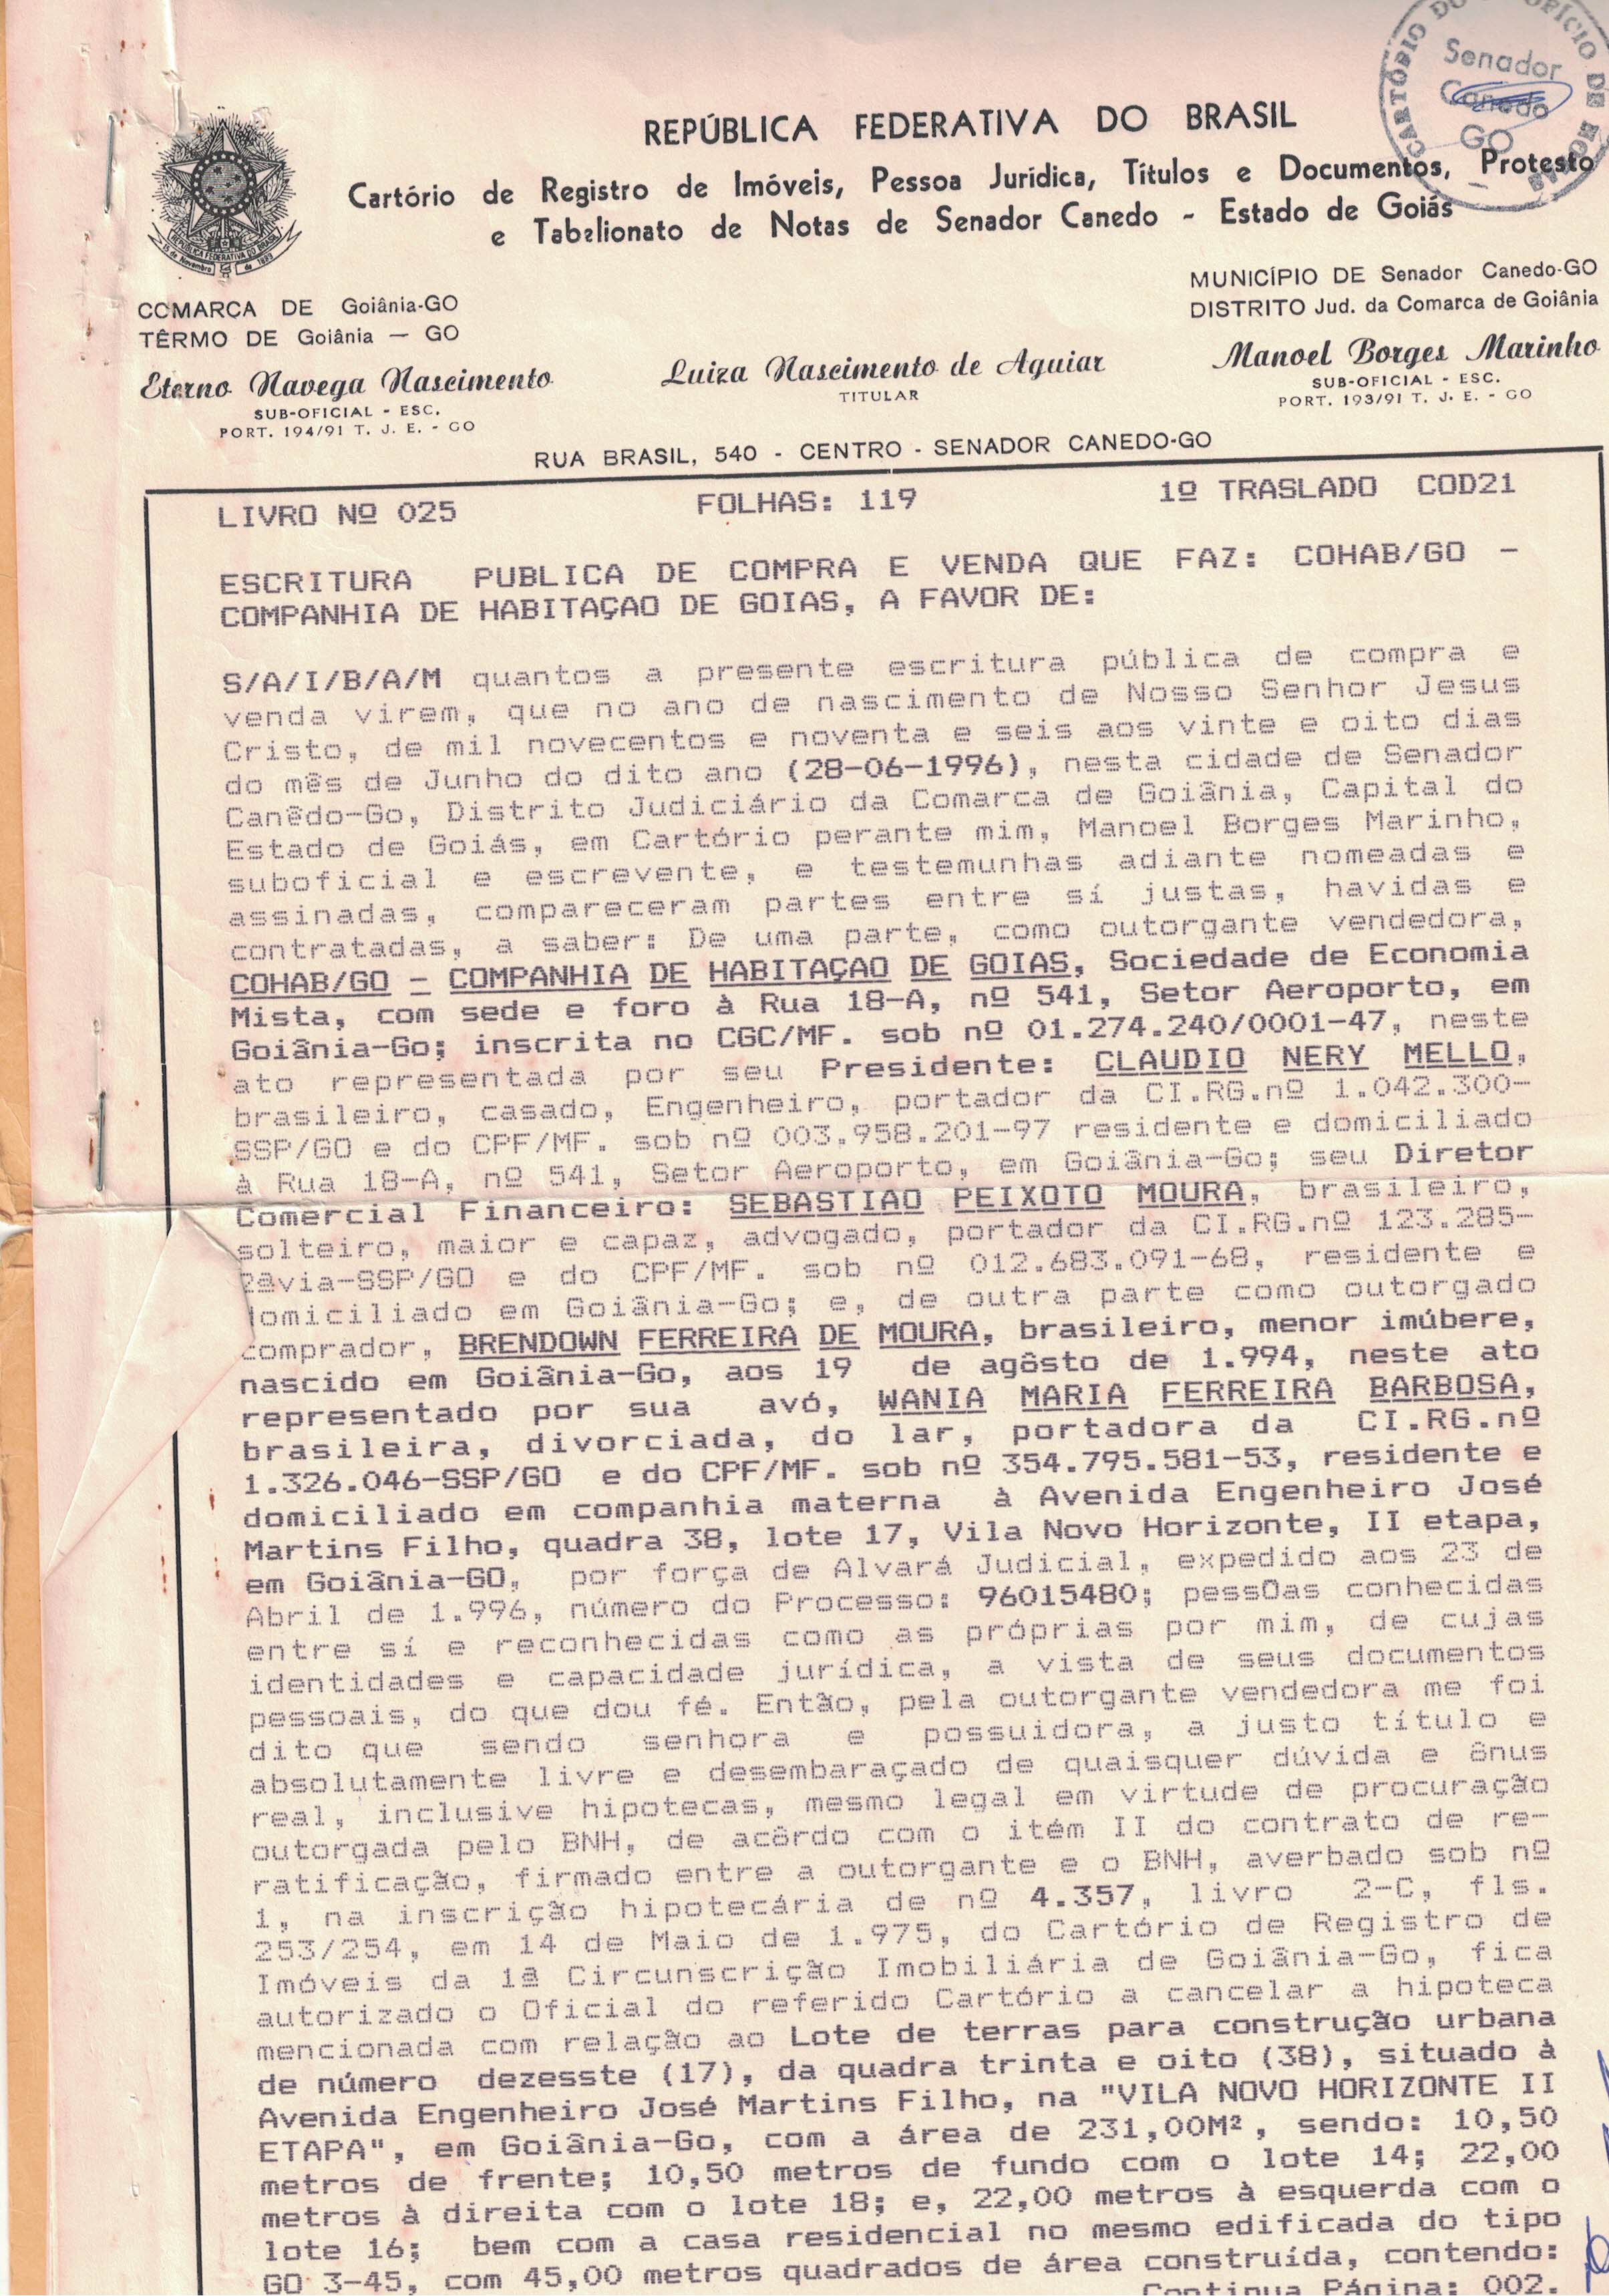 CARTÓRIO DO OFÍCIO DE NOTAS
Senador
Canedo
GO
REPÚBLICA FEDERATIVA DO BRASIL
Cartório de Registro de Imóveis, Pessoa Jurídica, Títulos e Documentos, Protesto
e Tabelionato de Notas de Senador Canedo - Estado de Goiás
REPÚBLICA FEDERATIVA DO BRASIL
15 de Novembro de 1889
COMARCA DE Goiânia-GO
TÊRMO DE Goiânia — GO
MUNICÍPIO DE Senador Canedo-GO
DISTRITO Jud. da Comarca de Goiânia
Eterno Navega Nascimento
SUB-OFICIAL - ESC.
PORT. 194/91 T. J. E. - GO
Luiza Nascimento de Aguiar
TITULAR
Manoel Borges Marinho
SUB-OFICIAL - ESC.
PORT. 193/91 T. J. E. - GO
RUA BRASIL, 540 - CENTRO - SENADOR CANEDO-GO
LIVRO Nº 025 FOLHAS: 119 1º TRASLADO COD21
ESCRITURA PUBLICA DE COMPRA E VENDA QUE FAZ: COHAB/GO -
COMPANHIA DE HABITAÇAO DE GOIAS, A FAVOR DE:
S/A/I/B/A/M quantos a presente escritura pública de compra e
venda virem, que no ano de nascimento de Nosso Senhor Jesus
Cristo, de mil novecentos e noventa e seis aos vinte e oito dias
do mês de Junho do dito ano (28-06-1996), nesta cidade de Senador
Canêdo-Go, Distrito Judiciário da Comarca de Goiânia, Capital do
Estado de Goiás, em Cartório perante mim, Manoel Borges Marinho,
suboficial e escrevente, e testemunhas adiante nomeadas e
assinadas, compareceram partes entre sí justas, havidas e
contratadas, a saber: De uma parte, como outorgante vendedora,
COHAB/GO - COMPANHIA DE HABITAÇAO DE GOIAS, Sociedade de Economia
Mista, com sede e foro à Rua 18-A, nº 541, Setor Aeroporto, em
Goiânia-Go; inscrita no CGC/MF. sob nº 01.274.240/0001-47, neste
ato representada por seu Presidente: CLAUDIO NERY MELLO,
brasileiro, casado, Engenheiro, portador da CI.RG.nº 1.042.300-
SSP/GO e do CPF/MF. sob nº 003.958.201-97 residente e domiciliado
à Rua 18-A, nº 541, Setor Aeroporto, em Goiânia-Go; seu Diretor
Comercial Financeiro: SEBASTIAO PEIXOTO MOURA, brasileiro,
solteiro, maior e capaz, advogado, portador da CI.RG.nº 123.285-
2ªvia-SSP/GO e do CPF/MF. sob nº 012.683.091-68, residente e
domiciliado em Goiânia-Go; e, de outra parte como outorgado
comprador, BRENDOWN FERREIRA DE MOURA, brasileiro, menor imúbere,
nascido em Goiânia-Go, aos 19 de agôsto de 1.994, neste ato
representado por sua avó, WANIA MARIA FERREIRA BARBOSA,
brasileira, divorciada, do lar, portadora da CI.RG.nº
1.326.046-SSP/GO e do CPF/MF. sob nº 354.795.581-53, residente e
domiciliado em companhia materna à Avenida Engenheiro José
Martins Filho, quadra 38, lote 17, Vila Novo Horizonte, II etapa,
em Goiânia-GO, por força de Alvará Judicial, expedido aos 23 de
Abril de 1.996, número do Processo: 96015480; pessOas conhecidas
entre sí e reconhecidas como as próprias por mim, de cujas
identidades e capacidade jurídica, a vista de seus documentos
pessoais, do que dou fé. Então, pela outorgante vendedora me foi
dito que sendo senhora e possuidora, a justo título e
absolutamente livre e desembaraçado de quaisquer dúvida e ônus
real, inclusive hipotecas, mesmo legal em virtude de procuração
outorgada pelo BNH, de acôrdo com o itém II do contrato de re-
ratificação, firmado entre a outorgante e o BNH, averbado sob nº
1, na inscrição hipotecária de nº 4.357, livro 2-C, fls.
253/254, em 14 de Maio de 1.975, do Cartório de Registro de
Imóveis da 1ª Circunscrição Imobiliária de Goiânia-Go, fica
autorizado o Oficial do referido Cartório a cancelar a hipoteca
mencionada com relação ao Lote de terras para construção urbana
de número dezesste (17), da quadra trinta e oito (38), situado à
Avenida Engenheiro José Martins Filho, na "VILA NOVO HORIZONTE II
ETAPA", em Goiânia-Go, com a área de 231,00M², sendo: 10,50
metros de frente; 10,50 metros de fundo com o lote 14; 22,00
metros à direita com o lote 18; e, 22,00 metros à esquerda com o
lote 16; bem com a casa residencial no mesmo edificada do tipo
GO 3-45, com 45,00 metros quadrados de área construída, contendo:
Continua Página: 002.